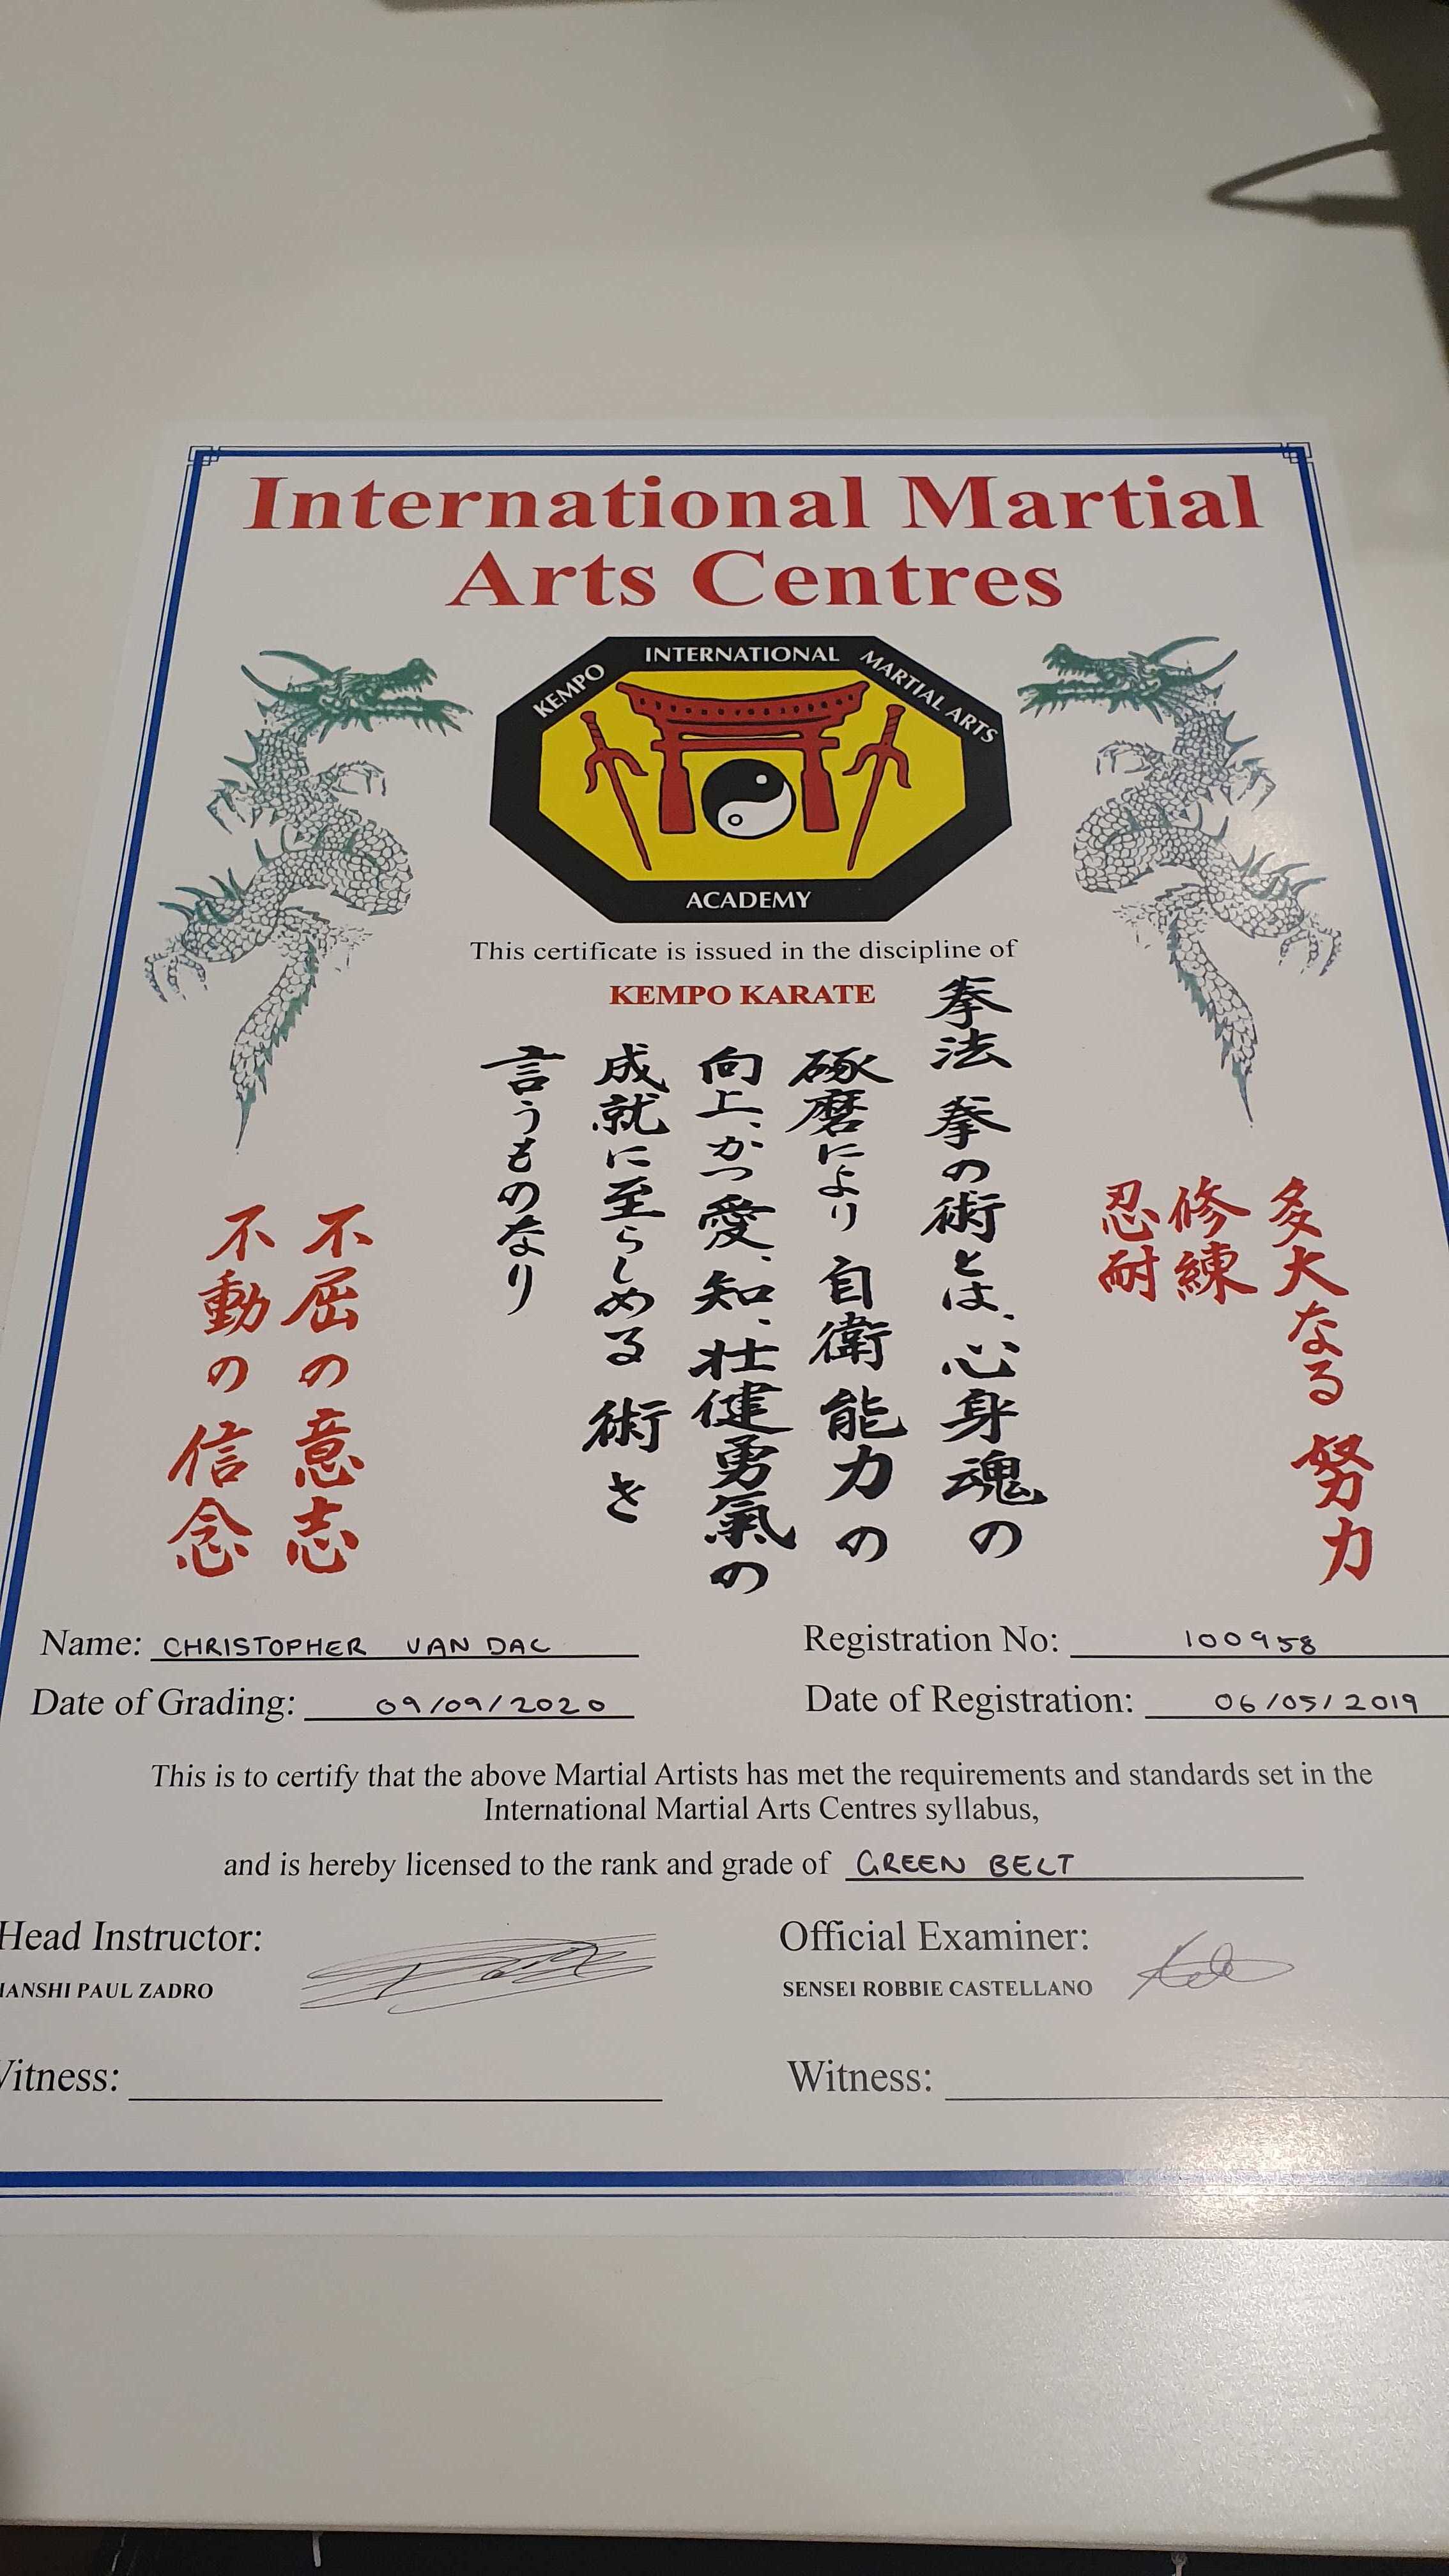 International Martial
Arts Centres
KEMPO INTERNATIONAL MARTIAL ARTS
ACADEMY
This certificate is issued in the discipline of
KEMPO KARATE
多大なる努力
修練
忍耐
拳法 拳の術とは、心身魂の
琢磨により自衛能力の
向上、かつ愛、知、壮健勇氣の
成就に至らしめる術き
言うものなり
不屈の意志
不動の信念
Name: CHRISTOPHER VAN DAC
Registration No: 100958
Date of Grading: 09/09/2020
Date of Registration: 06/05/2019
This is to certify that the above Martial Artists has met the requirements and standards set in the
International Martial Arts Centres syllabus,
and is hereby licensed to the rank and grade of GREEN BELT
Head Instructor:
Official Examiner:
IANSHI PAUL ZADRO
SENSEI ROBBIE CASTELLANO
Vitness:
Witness: